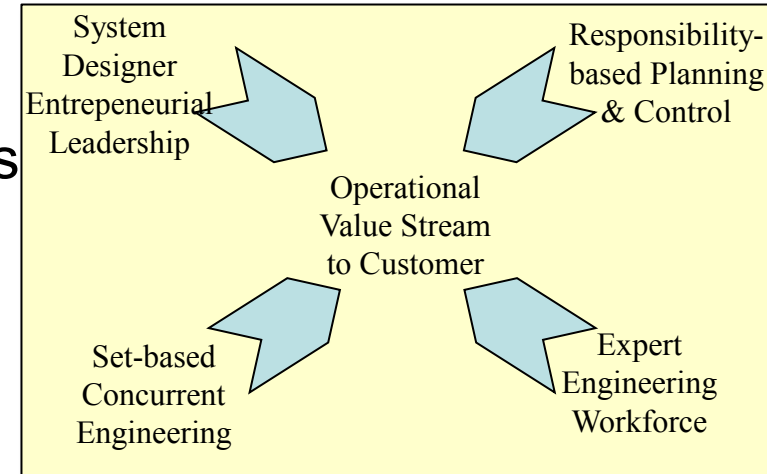 System
Designer
Entrepeneurial
Leadership
Responsibility-
based Planning
& Control
s
Operational
Value Stream
to Customer
Set-based
Concurrent
Engineering
Expert
Engineering
Workforce